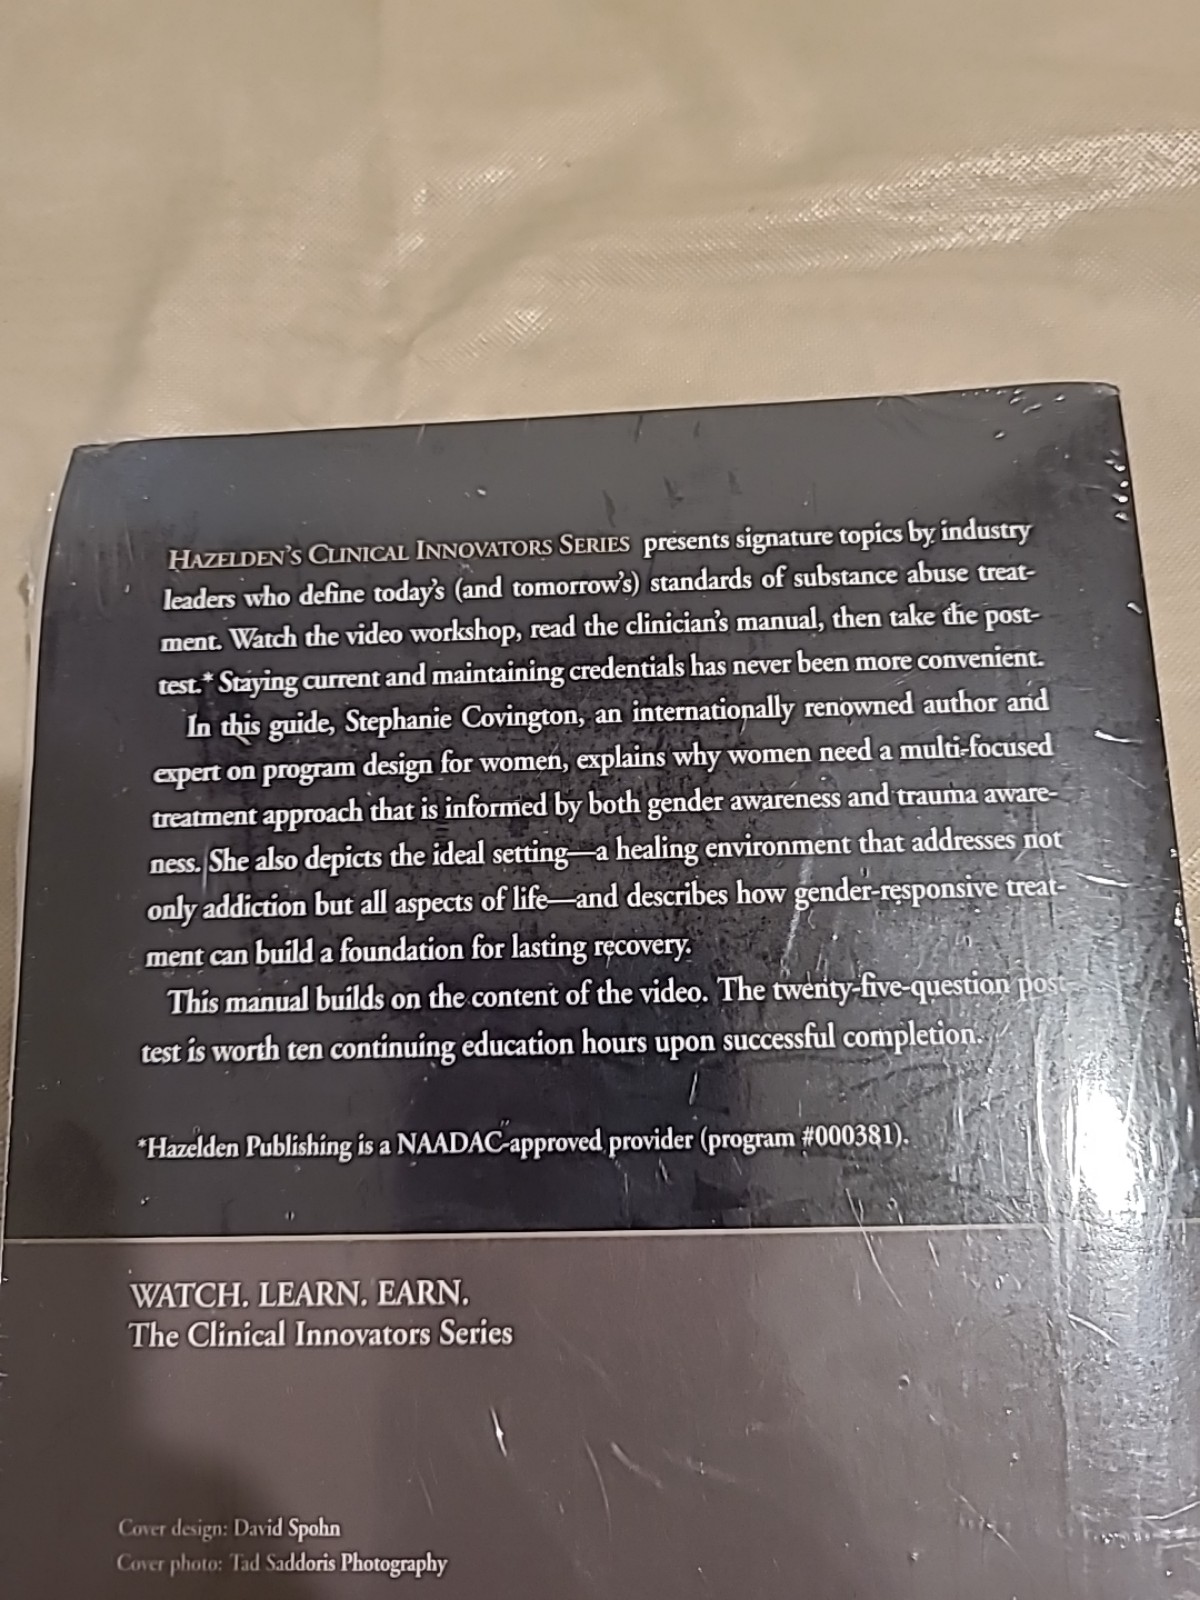 HAZELDEN'S CLINICAL INNOVATORS SERIES presents signature topics by industry
leaders who define today's (and tomorrow's) standards of substance abuse treat-
ment. Watch the video workshop, read the clinician's manual, then take the post-
test.* Staying current and maintaining credentials has never been more convenient.
In this guide, Stephanie Covington, an internationally renowned author and
expert on program design for women, explains why women need a multi-focused
treatment approach that is informed by both gender awareness and trauma aware-
ness. She also depicts the ideal setting—a healing environment that addresses not
only addiction but all aspects of life—and describes how gender-responsive treat-
ment can build a foundation for lasting recovery.
This manual builds on the content of the video. The twenty-five-question post-
test is worth ten continuing education hours upon successful completion.
*Hazelden Publishing is a NAADAC-approved provider (program #000381).
WATCH. LEARN. EARN.
The Clinical Innovators Series
Cover design: David Spohn
Cover photo: Tad Saddoris Photography